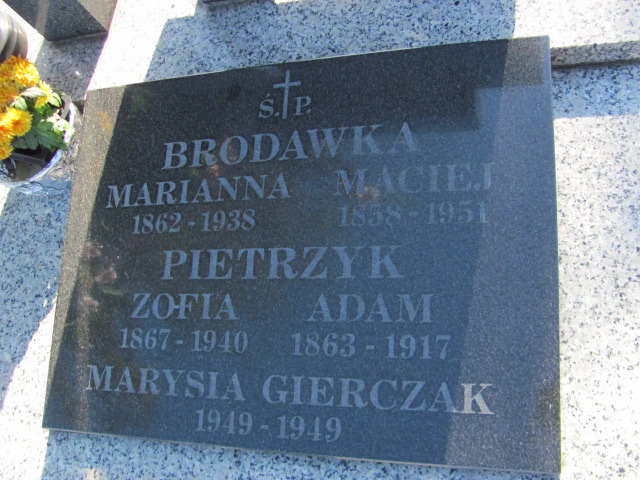 Ś.†P.
BRODAWKA
MARIANNA MACIEJ
1862 - 1938 1858 - 1951
PIETRZYK
ZOFIA ADAM
1867 - 1940 1863 - 1917
MARYSIA GIERCZAK
1949 - 1949